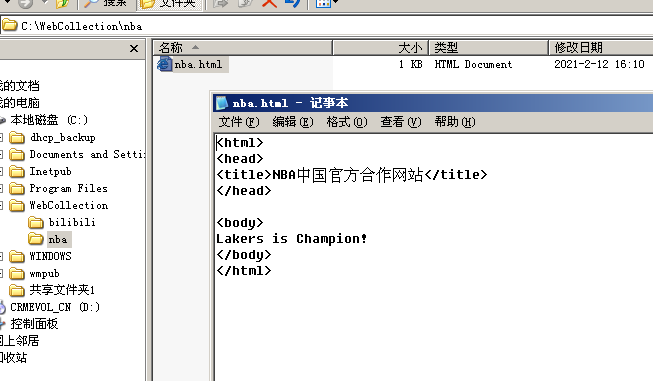 搜索 文件夹
C:\WebCollection\nba
名称 大小 类型 修改日期
nba.html 1 KB HTML Document 2021-2-12 16:10
我的文档
我的电脑
本地磁盘 (C:)
dhcp_backup
Documents and Setti
Inetpub
Program Files
WebCollection
bilibili
nba
WINDOWS
wmpub
共享文件夹1
CRMEVOL_CN (D:)
控制面板
网上邻居
回收站
nba.html - 记事本
文件(F) 编辑(E) 格式(O) 查看(V) 帮助(H)
<html>
<head>
<title>NBA中国官方合作网站</title>
</head>
<body>
Lakers is Champion!
</body>
</html>